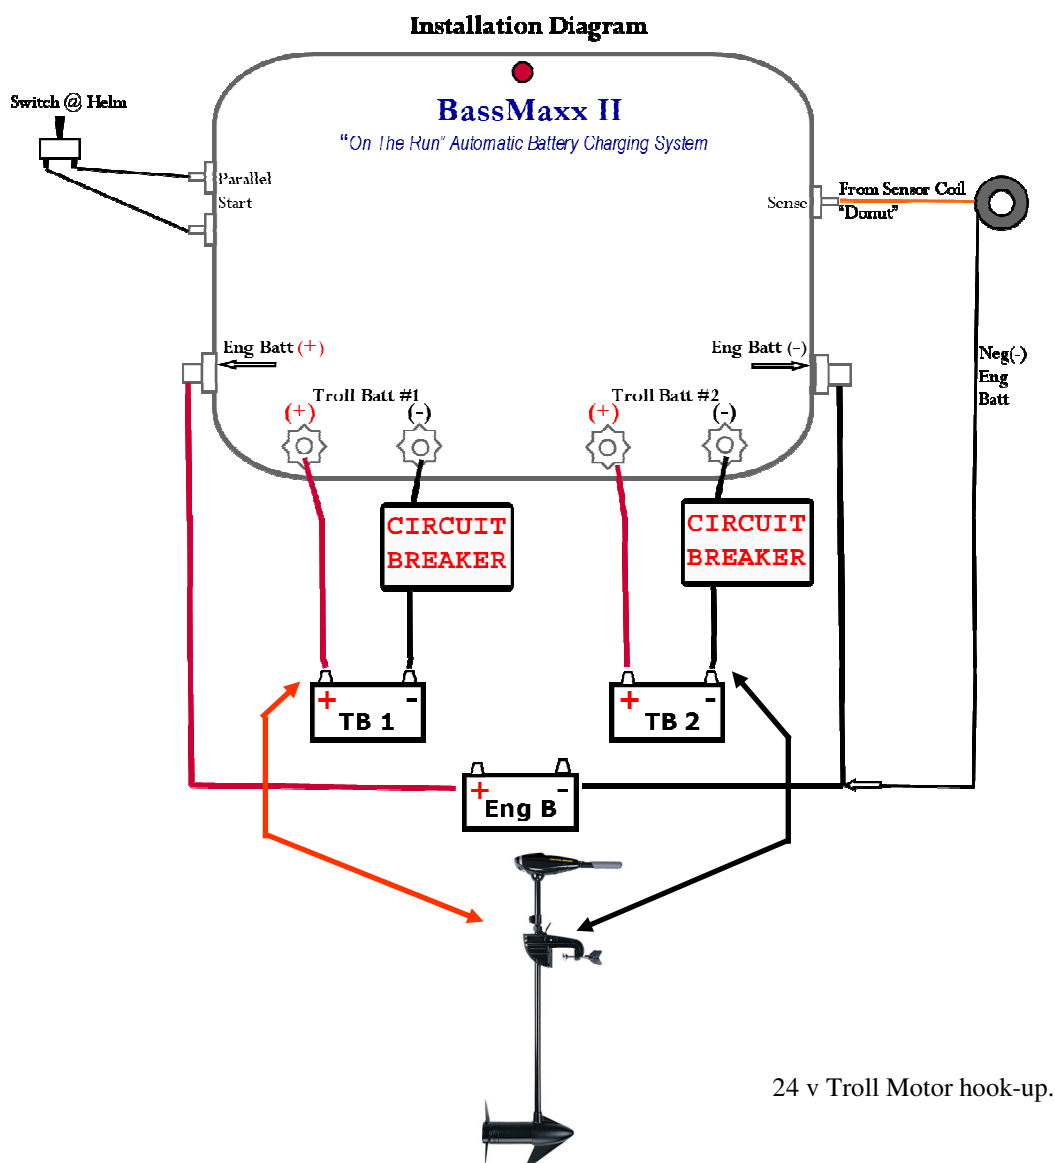 Installation Diagram
Switch @ Helm
BassMaxx II
“On The Run” Automatic Battery Charging System
Parallel
Start
Sense
From Sensor Coil
“Donut”
Eng Batt (+)
Eng Batt (-)
Neg(-)
Eng
Batt
Troll Batt #1
(+)
(-)
Troll Batt #2
(+)
(-)
CIRCUIT
BREAKER
CIRCUIT
BREAKER
+ -
TB 1
+ -
TB 2
+ -
Eng B
24 v Troll Motor hook-up.